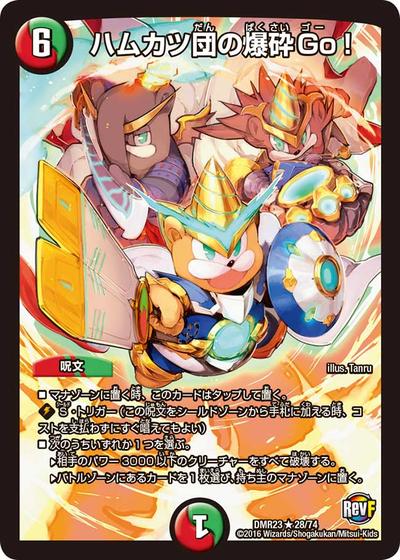 6
ハムカツ団の爆砕Go!
だん
ばくさい
ゴー
illus. Tanru
呪文
■マナゾーンに置く時、このカードはタップして置く。
S・トリガー(この呪文をシールドゾーンから手札に加える時、コ
ストを支払わずにすぐ唱えてもよい)
■次のうちいずれか1つを選ぶ。
▶相手のパワー3000以下のクリーチャーをすべて破壊する。
▶バトルゾーンにあるカードを1枚選び、持ち主のマナゾーンに置く。
1
RevF
DMR23★28/74
©2016 Wizards/Shogakukan/Mitsui-Kids